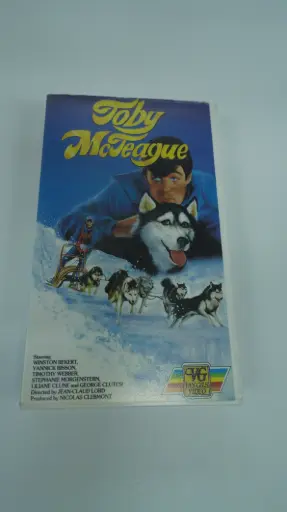 Toby
McTeague
Starring
WINSTON REKERT,
YANNICK BISSON,
TIMOTHY WEBBER,
STEPHANIE MORGENSTERN,
LILIANE CLUNE and GEORGE CLUTESI
Directed by JEAN-CLAUDE LORD
Produced by NICOLAS CLERMONT
VIDEO